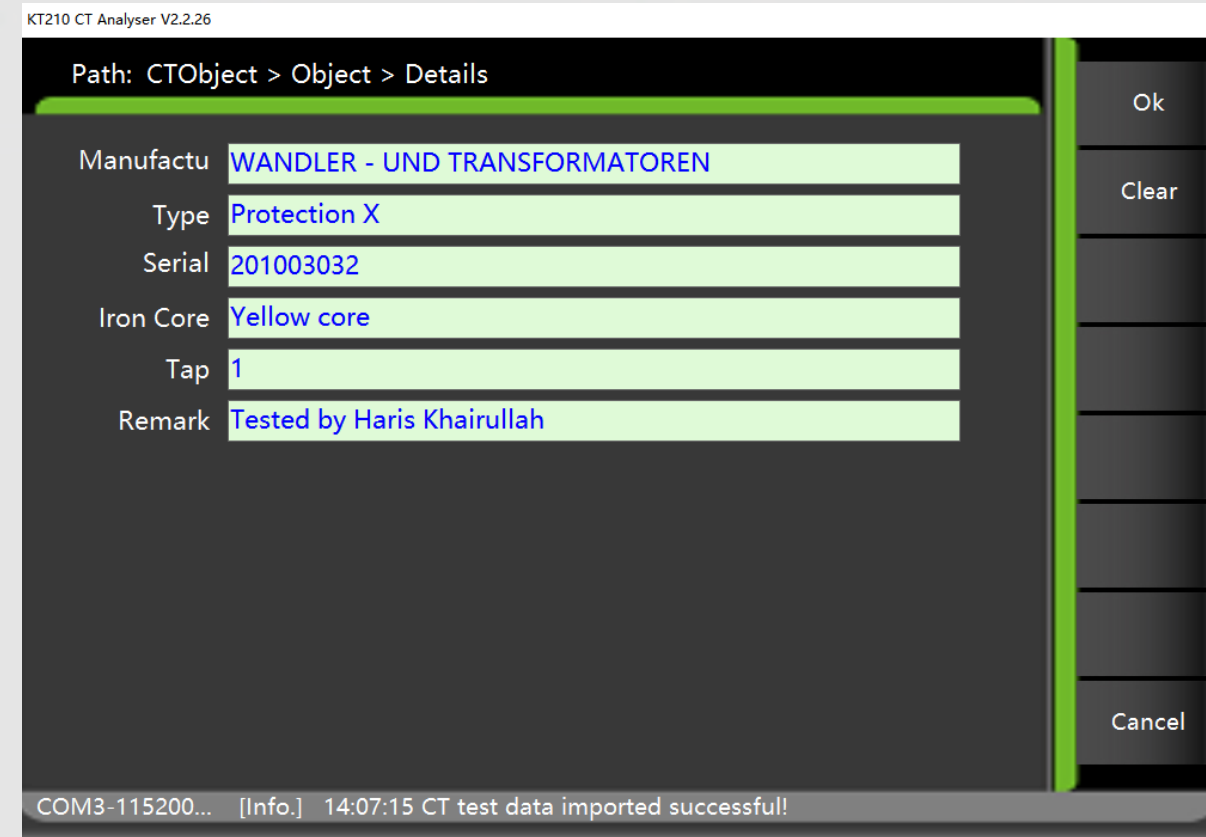 KT210 CT Analyser V2.2.26
Path: CTObject > Object > Details
Ok
Manufactu WANDLER - UND TRANSFORMATOREN
Clear
Type Protection X
Serial 201003032
Iron Core Yellow core
Tap 1
Remark Tested by Haris Khairullah
Cancel
COM3-115200... [Info.] 14:07:15 CT test data imported successful!